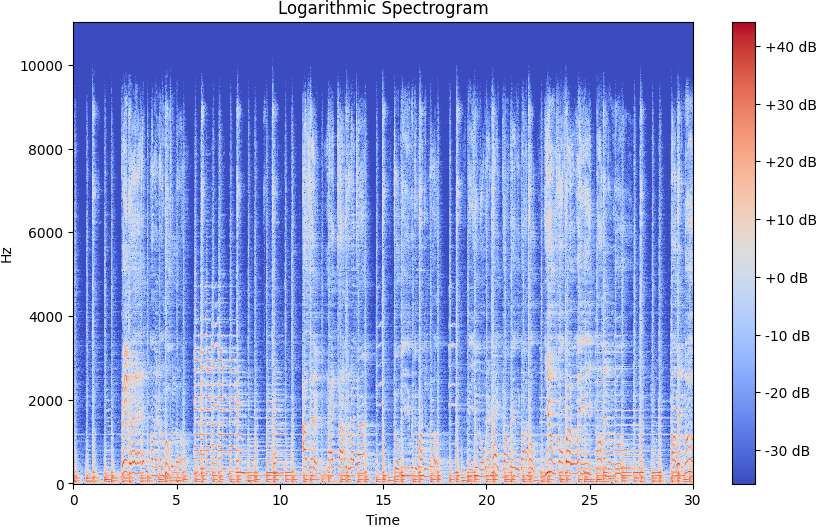 Logarithmic Spectrogram
10000
8000
6000
4000
2000
0
Hz
0 5 10 15 20 25 30
Time
+40 dB
+30 dB
+20 dB
+10 dB
+0 dB
-10 dB
-20 dB
-30 dB